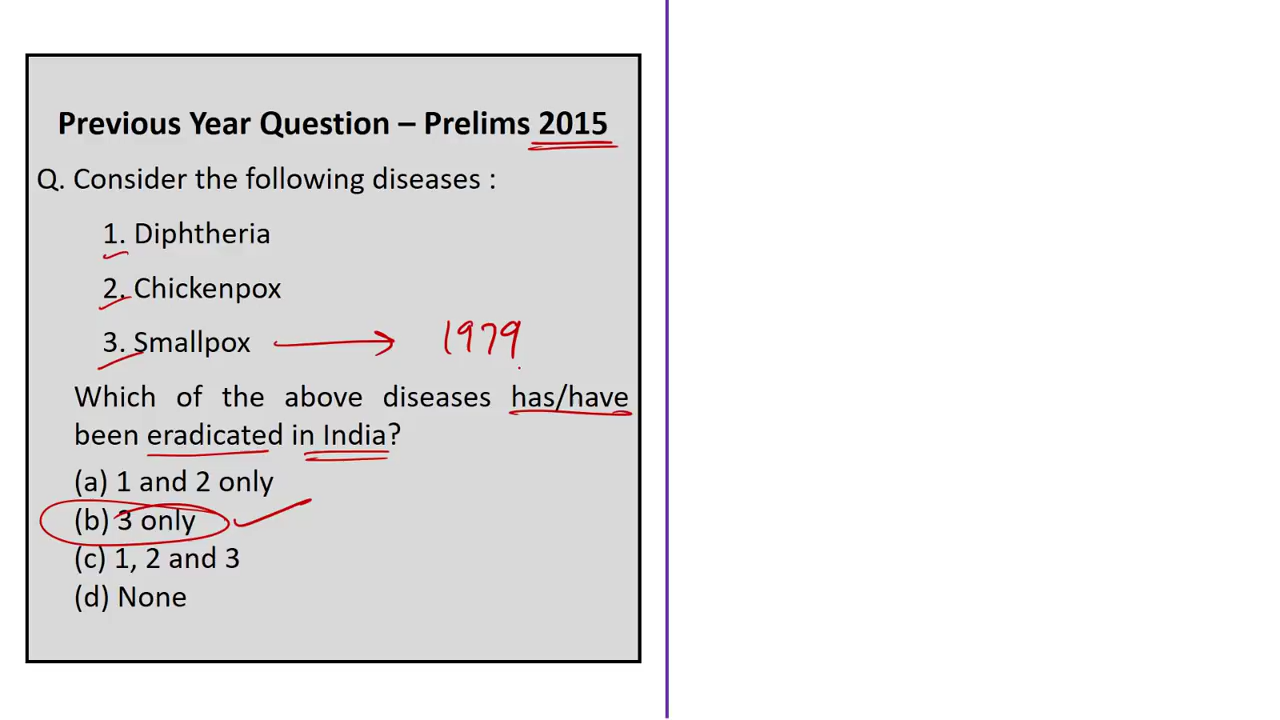 Previous Year Question – Prelims 2015
Q. Consider the following diseases :
1. Diphtheria
2. Chickenpox
3. Smallpox → 1979
Which of the above diseases has/have
been eradicated in India?
(a) 1 and 2 only
(b) 3 only
(c) 1, 2 and 3
(d) None